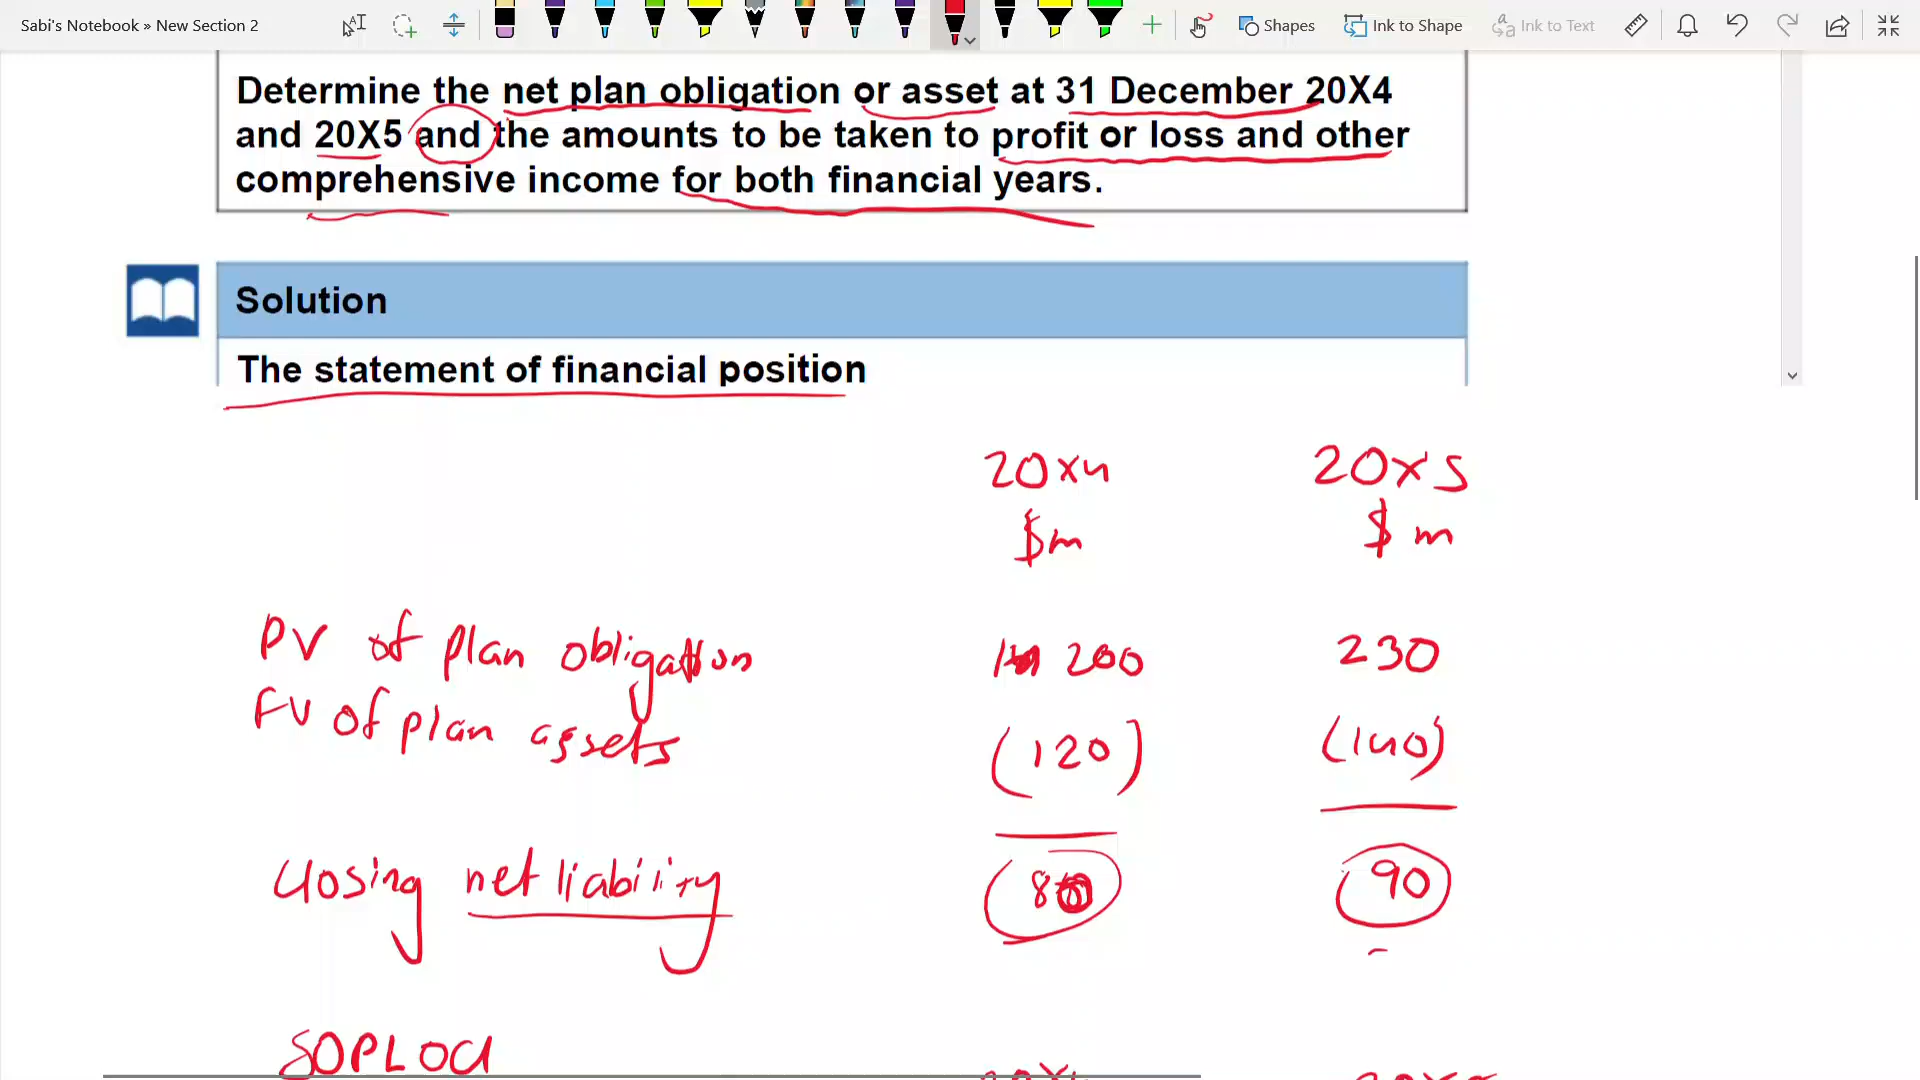 Sabi's Notebook » New Section 2
Shapes
Ink to Shape
Ink to Text
Determine the net plan obligation or asset at 31 December 20X4
and 20X5 and the amounts to be taken to profit or loss and other
comprehensive income for both financial years.
Solution
The statement of financial position
20X4 20X5
$m $m
PV of plan obligation 200 230
FV of plan assets (120) (140)
Closing net liability 80 90
SOPLOCI